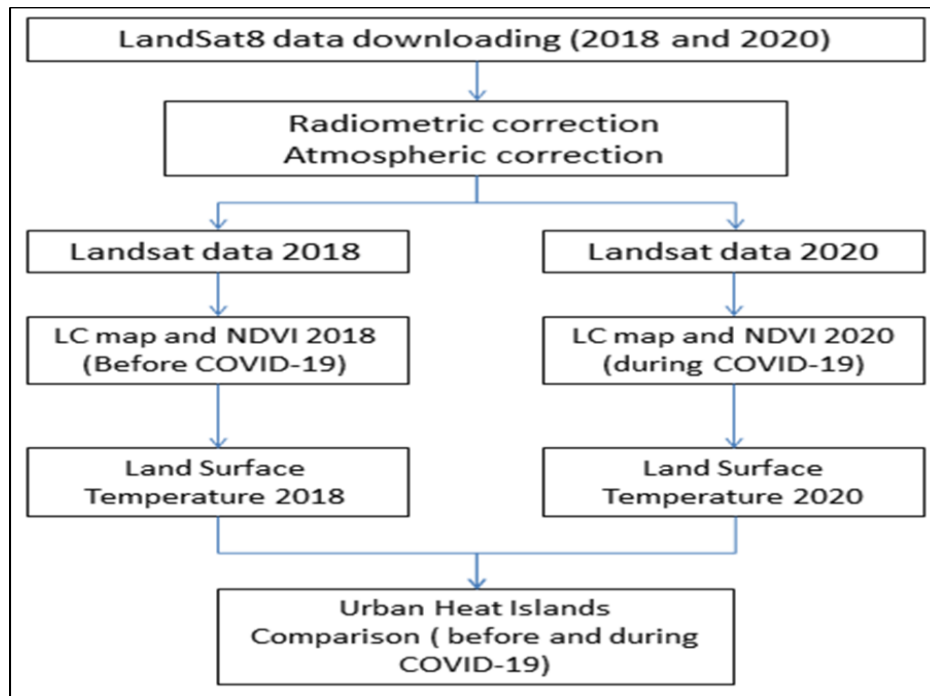 LandSat8 data downloading (2018 and 2020)
Radiometric correction
Atmospheric correction
Landsat data 2018
Landsat data 2020
LC map and NDVI 2018
(Before COVID-19)
LC map and NDVI 2020
(during COVID-19)
Land Surface
Temperature 2018
Land Surface
Temperature 2020
Urban Heat Islands
Comparison ( before and during
COVID-19)